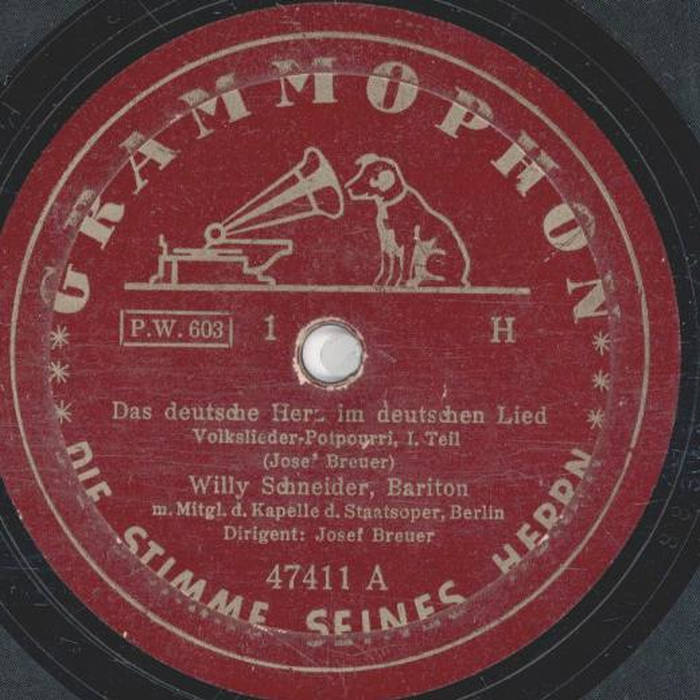 GRAMMOPHON
P.W. 603 1 H
Das deutsche Herz im deutschen Lied
Volkslieder-Potpourri, I. Teil
(Josef Breuer)
Willy Schneider, Bariton
m. Mitgl. d. Kapelle d. Staatsoper, Berlin
Dirigent: Josef Breuer
47411 A
DIE STIMME SEINES HERRN